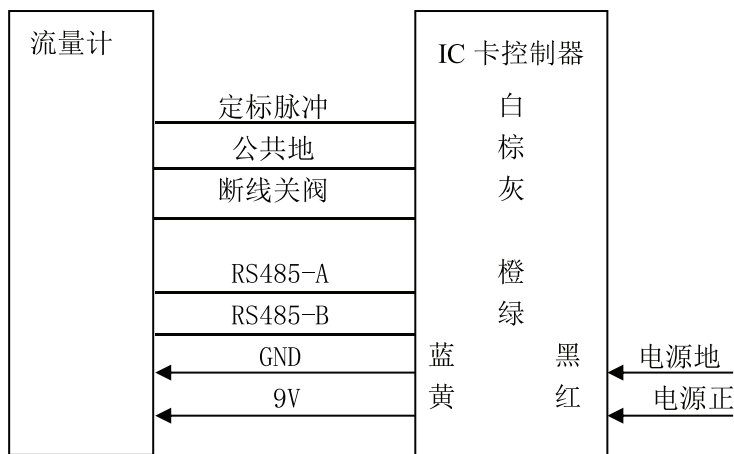 流量计
IC 卡控制器
定标脉冲 白
公共地 棕
断线关阀 灰
RS485-A 橙
RS485-B 绿
GND 蓝 黑 电源地
9V 黄 红 电源正